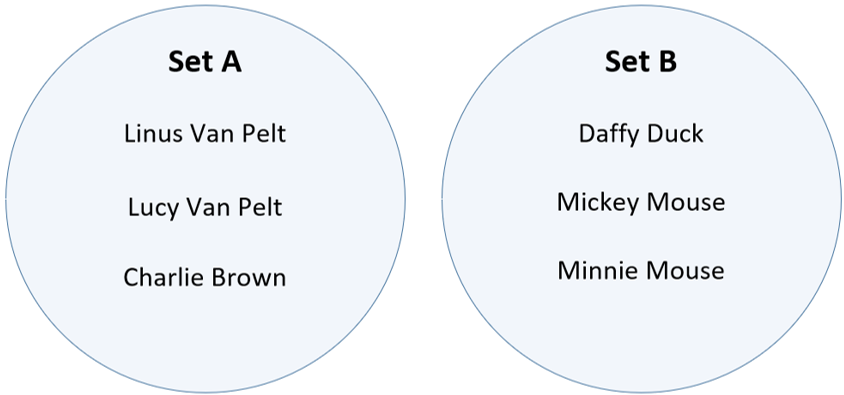 Set A
Linus Van Pelt
Lucy Van Pelt
Charlie Brown
Set B
Daffy Duck
Mickey Mouse
Minnie Mouse